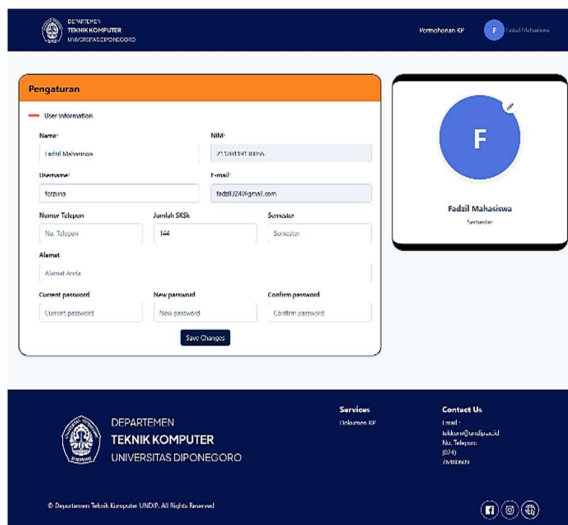 DEPARTEMEN
TEKNIK KOMPUTER
UNIVERSITAS DIPONEGORO
Permohonan KP
F
Fadzil Mahasiswa
Pengaturan
User Information
Name*
NIM*
Fadzil Mahasiswa
Username*
E-mail*
forzuna
Nomor Telepon
Jumlah SKSk
Semester
No. Telepon
144
Semester
Alamat
Alamat Anda
Current password
New password
Confirm password
Current password
New password
Confirm password
Save Changes
F
Fadzil Mahasiswa
Semester
DEPARTEMEN
TEKNIK KOMPUTER
UNIVERSITAS DIPONEGORO
Services
Dokumen KP
Contact Us
Email :
No. Telepon:
(024)
© Departemen Teknik Komputer UNDIP. All Rights Reserved